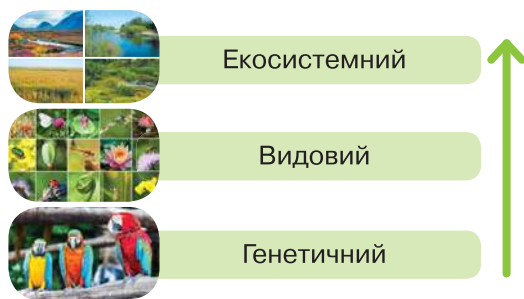 Екосистемний
Видовий
Генетичний